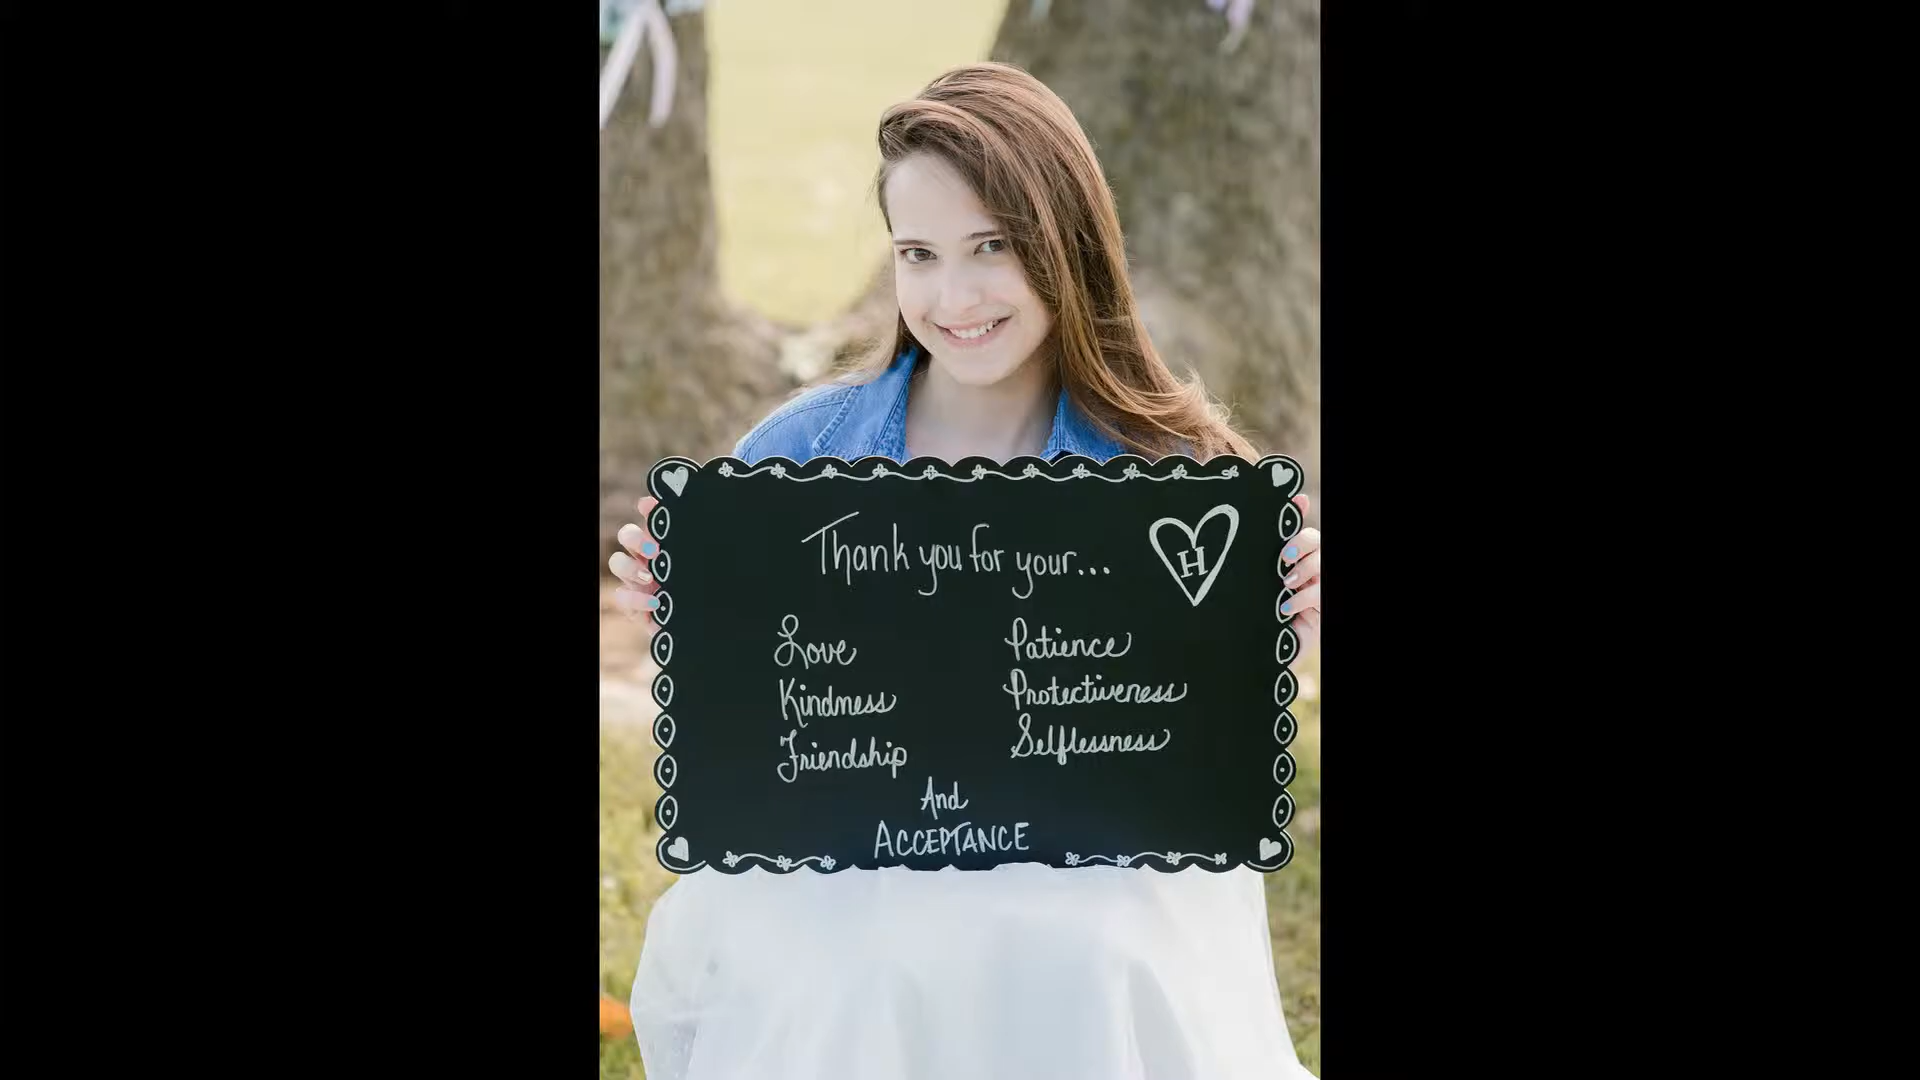 Thank you for your...
H
Love
Kindness
Friendship
Patience
Protectiveness
Selflessness
And
ACCEPTANCE